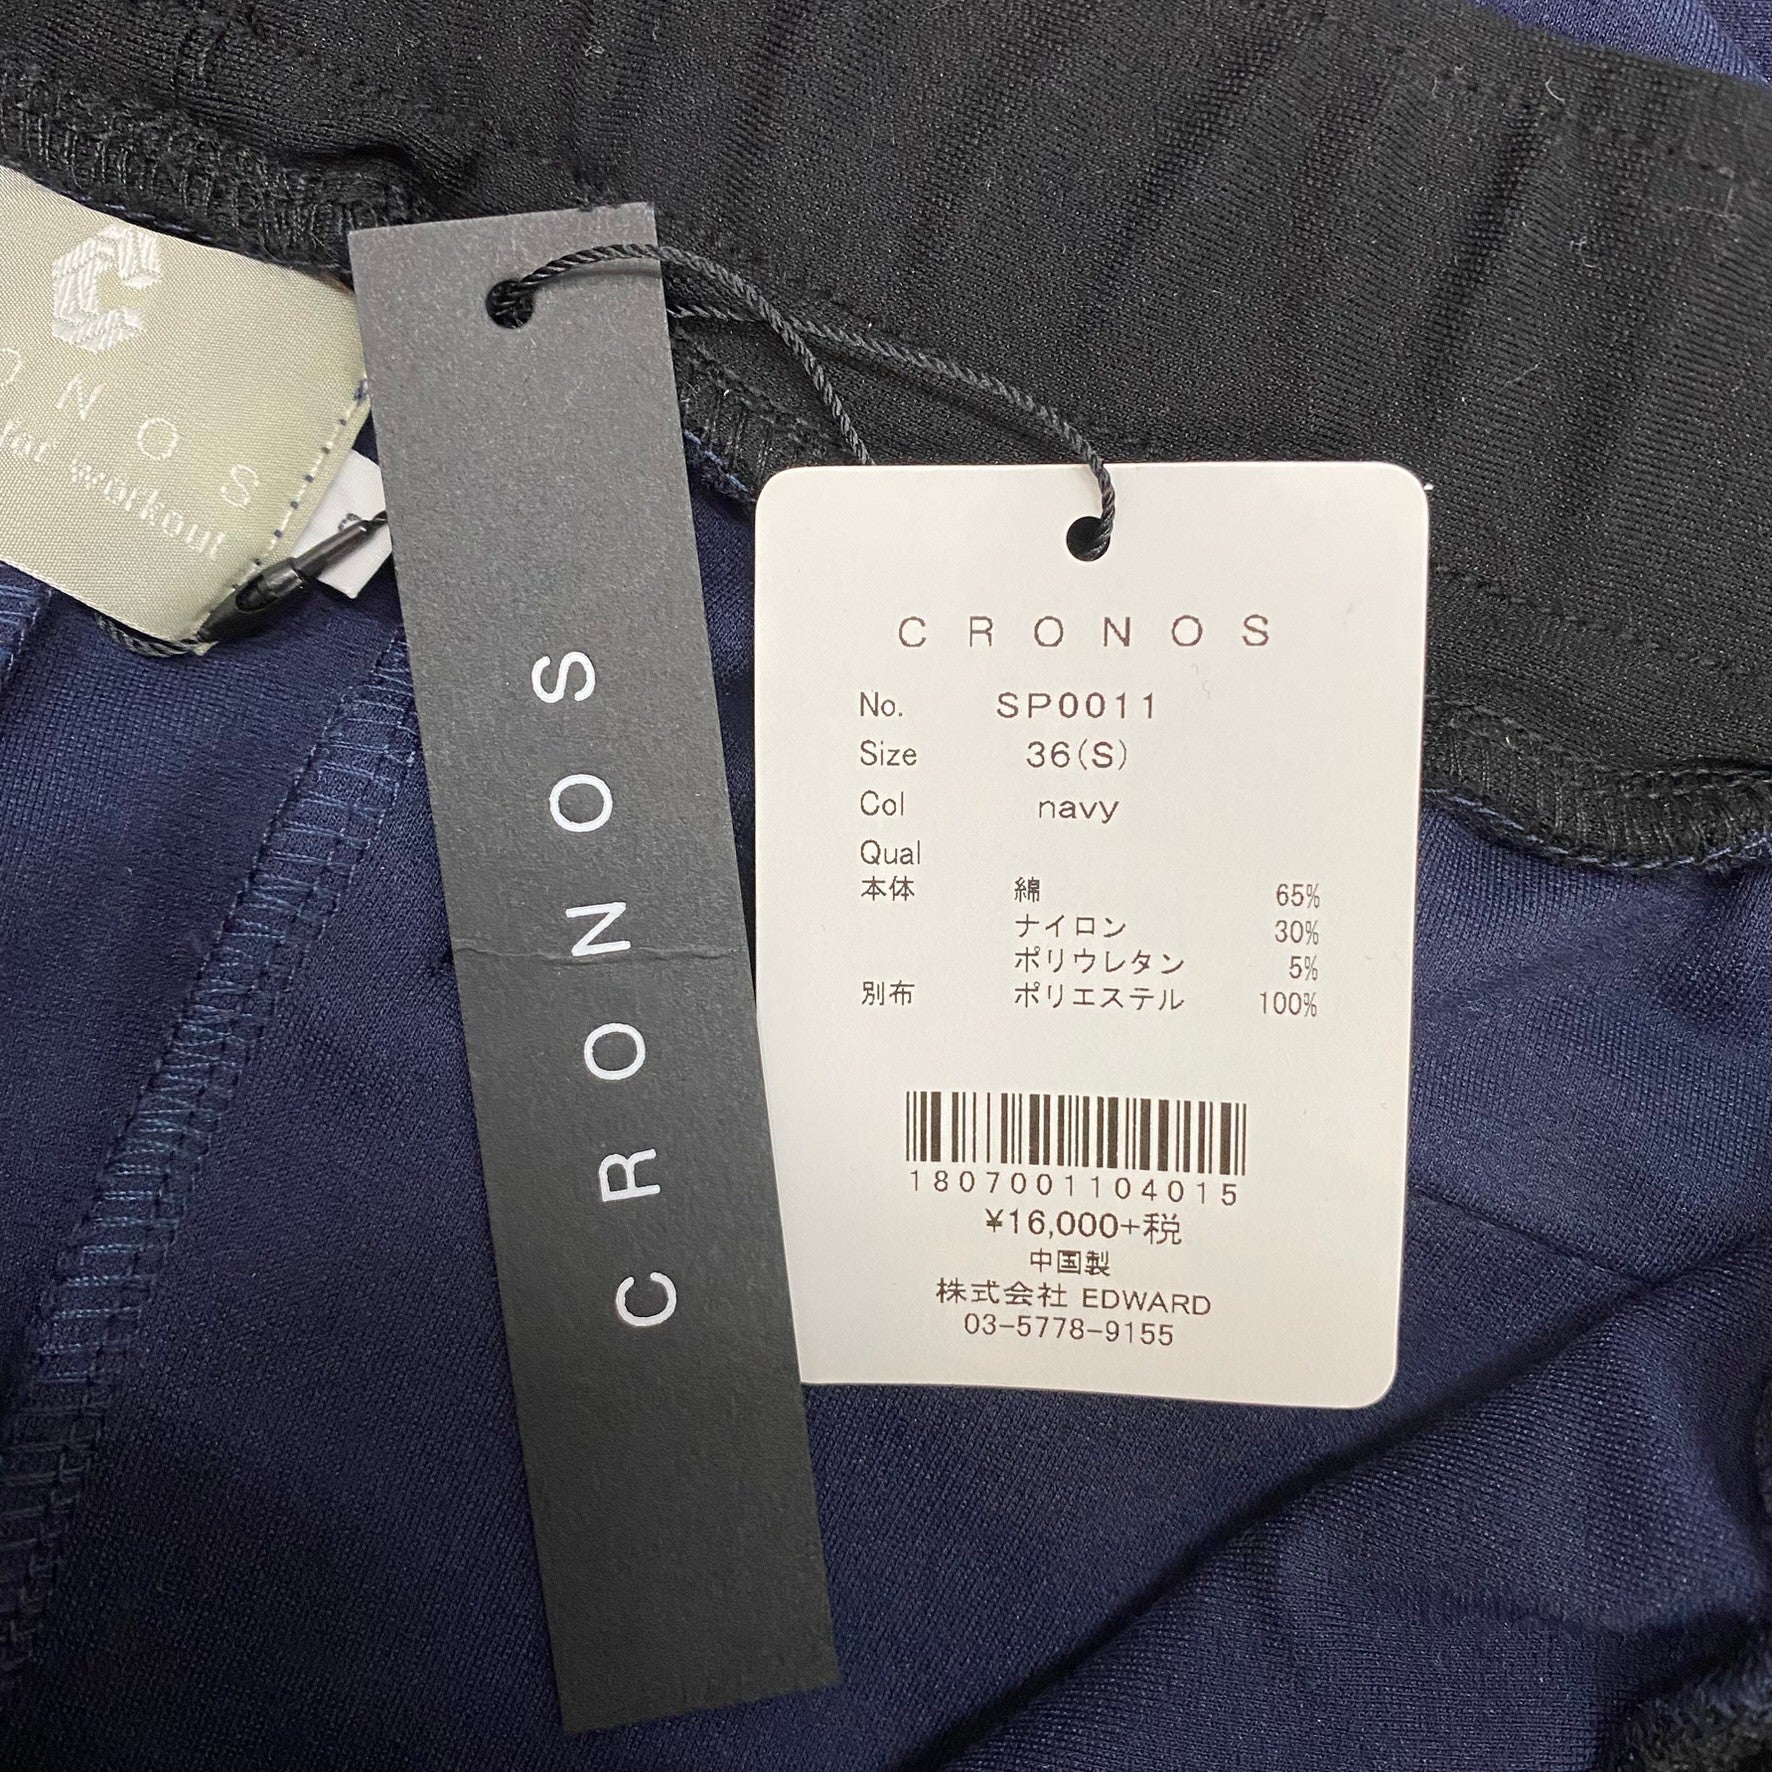 NOS
workout
CRONOS
CRONOS
No. SP0011
Size 36(S)
Col navy
Qual
本体 綿 65%
ナイロン 30%
ポリウレタン 5%
別布 ポリエステル 100%
1807001104015
¥16,000+税
中国製
株式会社 EDWARD
03-5778-9155